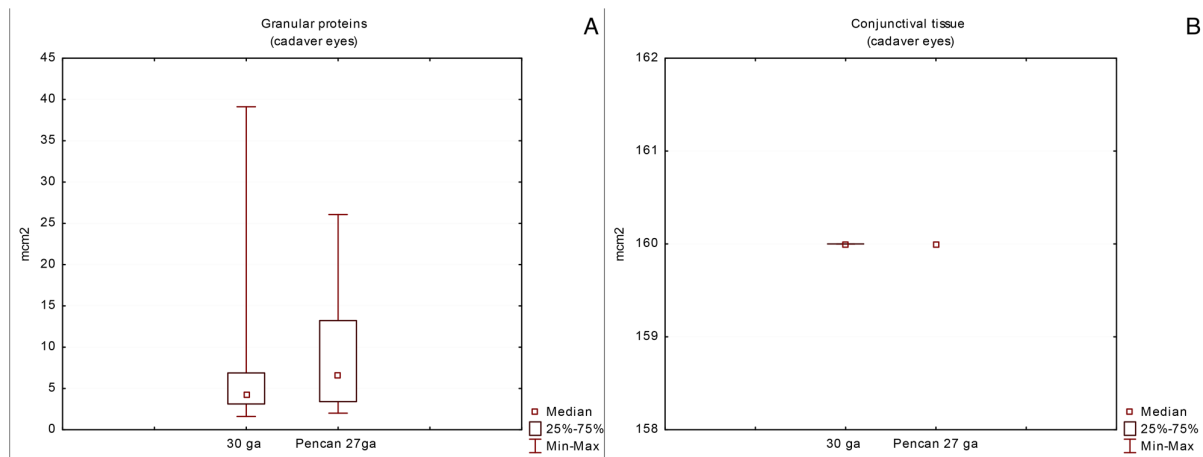 Granular proteins
(cadaver eyes)
A
45
40
35
30
25
20
15
10
5
0
mcm2
30 ga
Pencan 27ga
Median
25%-75%
Min-Max
Conjunctival tissue
(cadaver eyes)
B
162
161
160
159
158
mcm2
30 ga
Pencan 27 ga
Median
25%-75%
Min-Max